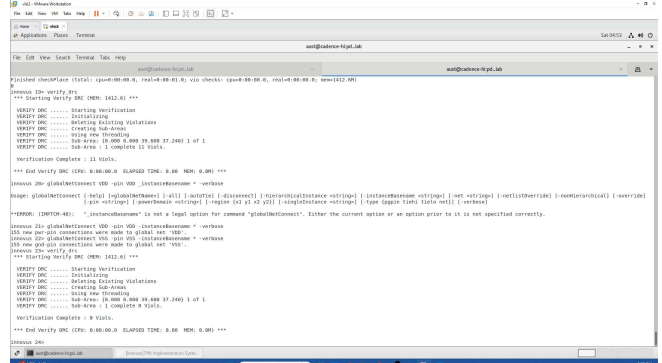 vlsi2 - VMware Workstation
File Edit View VM Tabs Help
Home
vlsi2
Applications Places Terminal
Sat 04:53
aust@cadence-hl:pd_lab
File Edit View Search Terminal Tabs Help
aust@cadence-hl:pd_lab
aust@cadence-hl:pd_lab
Finished checkPlace (total: cpu=0:00:00.0, real=0:00:01.0; vio checks: cpu=0:00:00.0, real=0:00:00.0; mem=1412.6M)
0
innovus 19> verify_drc
*** Starting Verify DRC (MEM: 1412.6) ***
VERIFY DRC ...... Starting Verification
VERIFY DRC ...... Initializing
VERIFY DRC ...... Deleting Existing Violations
VERIFY DRC ...... Creating Sub-Areas
VERIFY DRC ...... Using new threading
VERIFY DRC ...... Sub-Area: {0.000 0.000 39.600 37.240} 1 of 1
VERIFY DRC ...... Sub-Area : 1 complete 11 Viols.
Verification Complete : 11 Viols.
*** End Verify DRC (CPU: 0:00:00.0 ELAPSED TIME: 0.00 MEM: 0.0M) ***
innovus 20> globalNetConnect VDD -pin VDD _instanceBasename * -verbose
Usage: globalNetConnect [-help] [<globalNetName>] [-all] [-autoTie] [-disconnect] [-hierarchicalInstance <string>] [-instanceBasename <string>] [-net <string>] [-netlistOverride] [-nonHierarchical] [-override]
[-pin <string>] [-powerDomain <string>] [-region {x1 y1 x2 y2}] [-singleInstance <string>] [-type {pgpin tiehi tielo net}] [-verbose]
**ERROR: (IMPTCM-48): "_instanceBasename" is not a legal option for command "globalNetConnect". Either the current option or an option prior to it is not specified correctly.
innovus 21> globalNetConnect VDD -pin VDD -instanceBasename * -verbose
155 new pwr-pin connections were made to global net 'VDD'.
innovus 22> globalNetConnect VSS -pin VSS -instanceBasename * -verbose
155 new gnd-pin connections were made to global net 'VSS'.
innovus 23> verify_drc
*** Starting Verify DRC (MEM: 1412.6) ***
VERIFY DRC ...... Starting Verification
VERIFY DRC ...... Initializing
VERIFY DRC ...... Deleting Existing Violations
VERIFY DRC ...... Creating Sub-Areas
VERIFY DRC ...... Using new threading
VERIFY DRC ...... Sub-Area: {0.000 0.000 39.600 37.240} 1 of 1
VERIFY DRC ...... Sub-Area : 1 complete 0 Viols.
Verification Complete : 0 Viols.
*** End Verify DRC (CPU: 0:00:00.0 ELAPSED TIME: 0.00 MEM: 0.0M) ***
innovus 24>
aust@cadence-hl:pd_lab
[Innovus(TM) Implementation Syste...